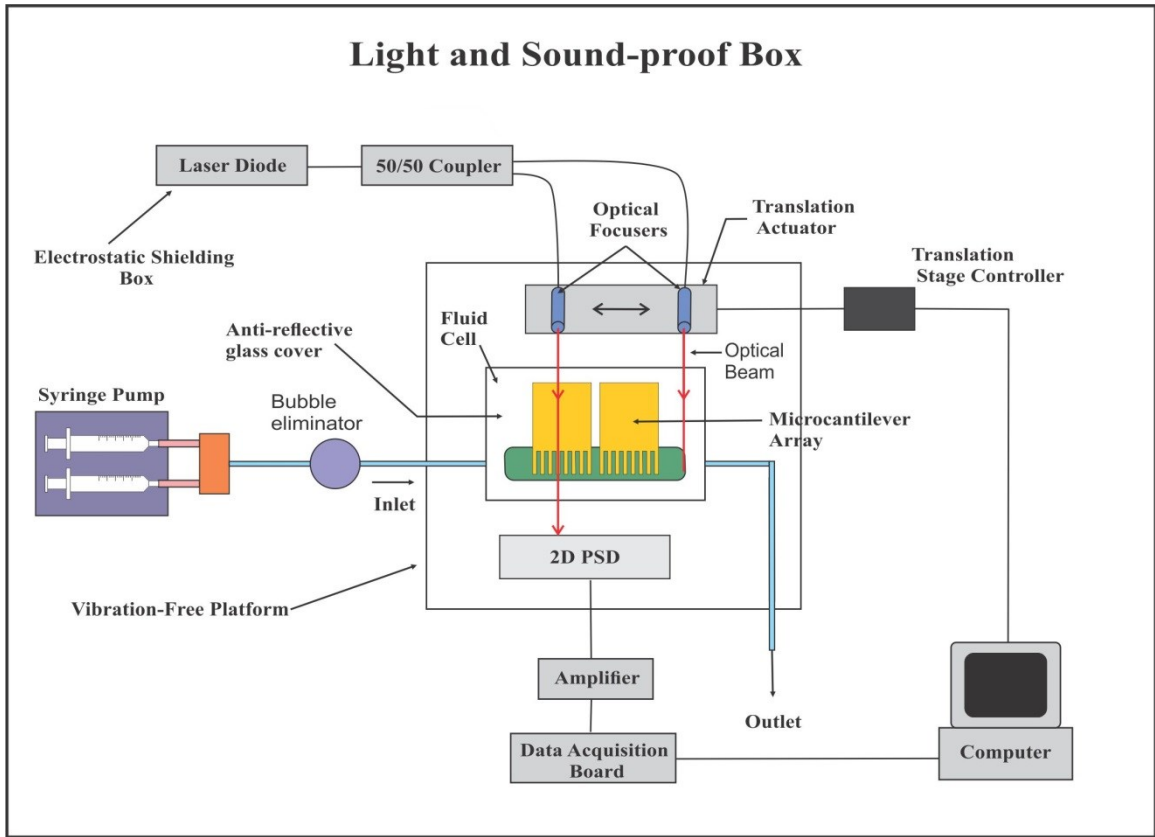 Light and Sound-proof Box
Laser Diode
50/50 Coupler
Electrostatic Shielding
Box
Optical
Focusers
Translation
Actuator
Translation
Stage Controller
Anti-reflective
glass cover
Fluid
Cell
Optical
Beam
Syringe Pump
Bubble
eliminator
Microcantilever
Array
Inlet
2D PSD
Vibration-Free Platform
Amplifier
Outlet
Data Acquisition
Board
Computer